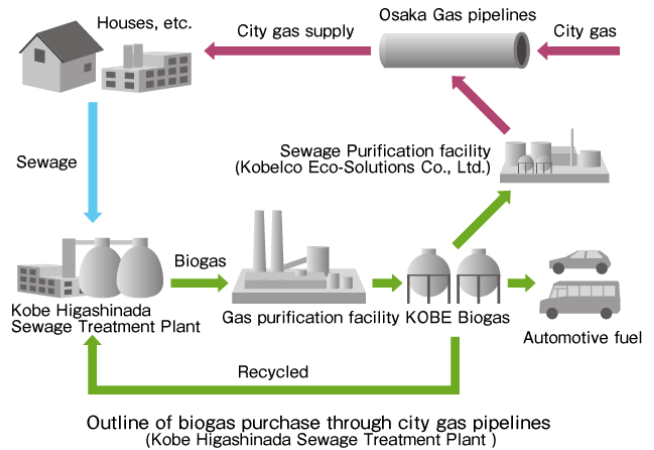 Houses, etc.
City gas supply
Osaka Gas pipelines
City gas
Sewage
Sewage Purification facility
(Kobelco Eco-Solutions Co., Ltd.)
Biogas
Kobe Higashinada
Sewage Treatment Plant
Gas purification facility
KOBE Biogas
Automotive fuel
Recycled
Outline of biogas purchase through city gas pipelines
(Kobe Higashinada Sewage Treatment Plant )